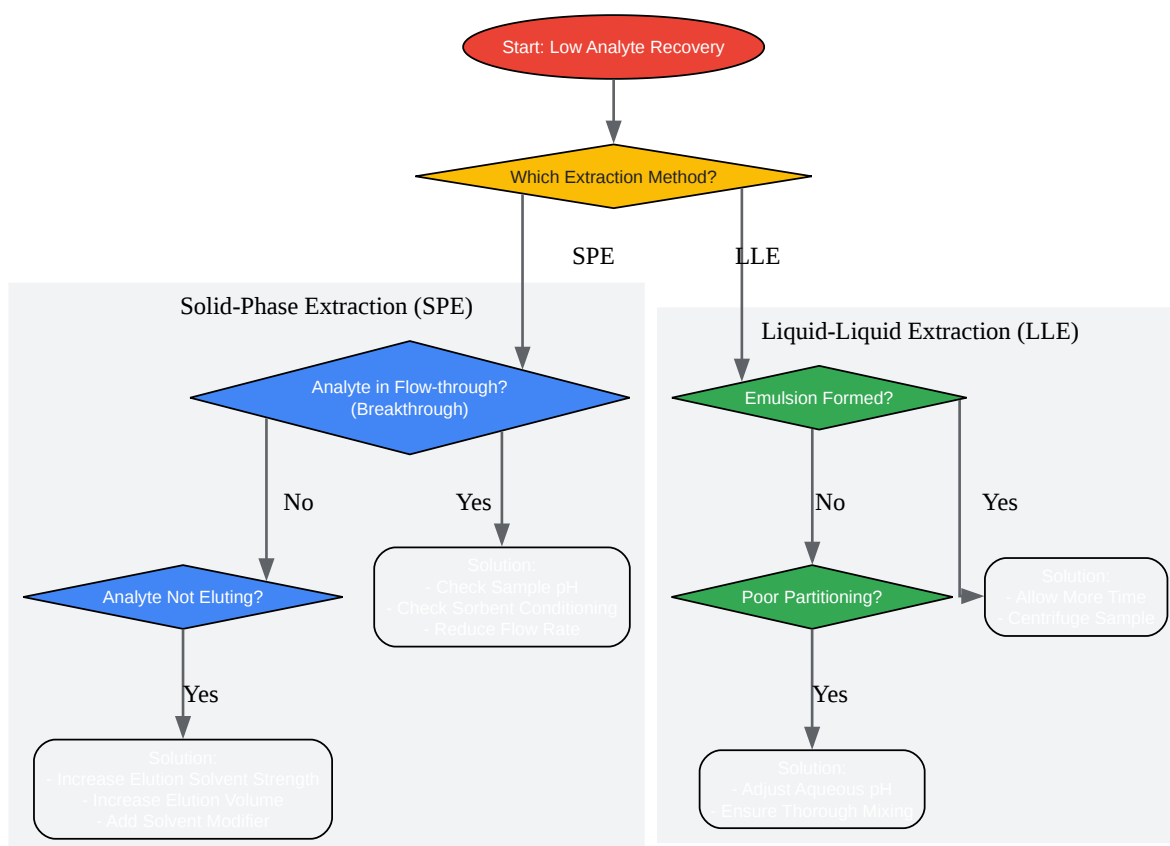 Start: Low Analyte Recovery
Which Extraction Method?
SPE
LLE
Solid-Phase Extraction (SPE)
Liquid-Liquid Extraction (LLE)
Analyte in Flow-through?
(Breakthrough)
Emulsion Formed?
No
Yes
No
Yes
Analyte Not Eluting?
Solution:
- Check Sample pH
- Check Sorbent Conditioning
- Reduce Flow Rate
Poor Partitioning?
Solution:
- Allow More Time
- Centrifuge Sample
Yes
Yes
Solution:
- Increase Elution Solvent Strength
- Increase Elution Volume
- Add Solvent Modifier
Solution:
- Adjust Aqueous pH
- Ensure Thorough Mixing